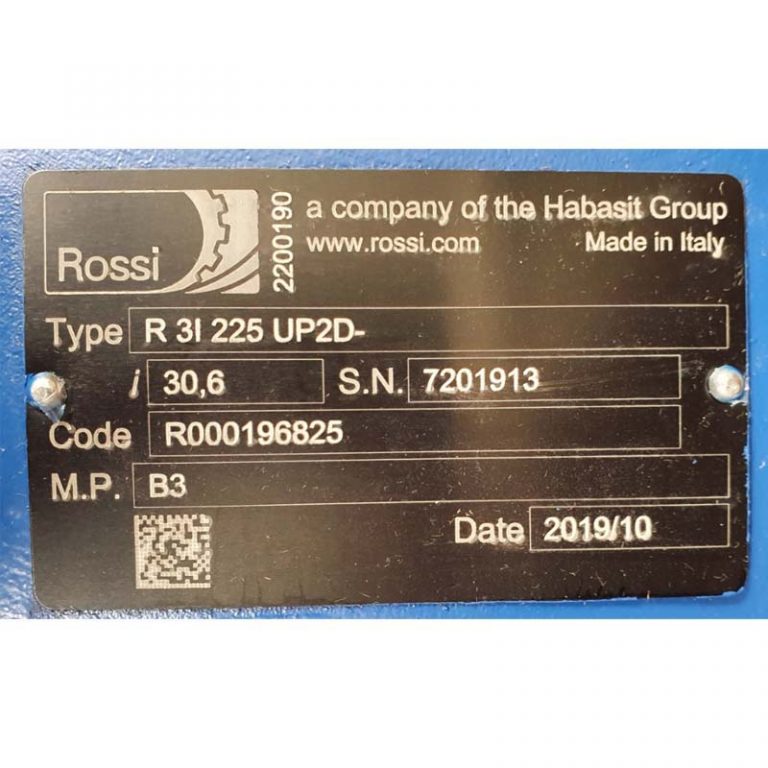 Rossi
2200190
a company of the Habasit Group
www.rossi.com
Made in Italy
Type R 3I 225 UP2D-
i 30,6 S.N. 7201913
Code R000196825
M.P. B3
Date 2019/10